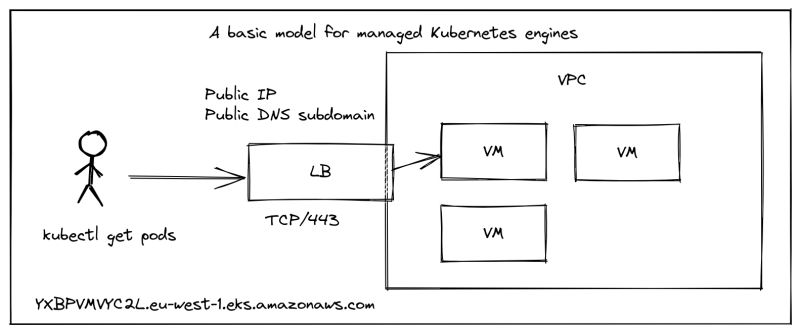 A basic model for managed Kubernetes engines
VPC
Public IP
Public DNS subdomain
VM
VM
LB
TCP/443
VM
kubectl get pods
YXBPVMVYC2L.eu-west-1.eks.amazonaws.com